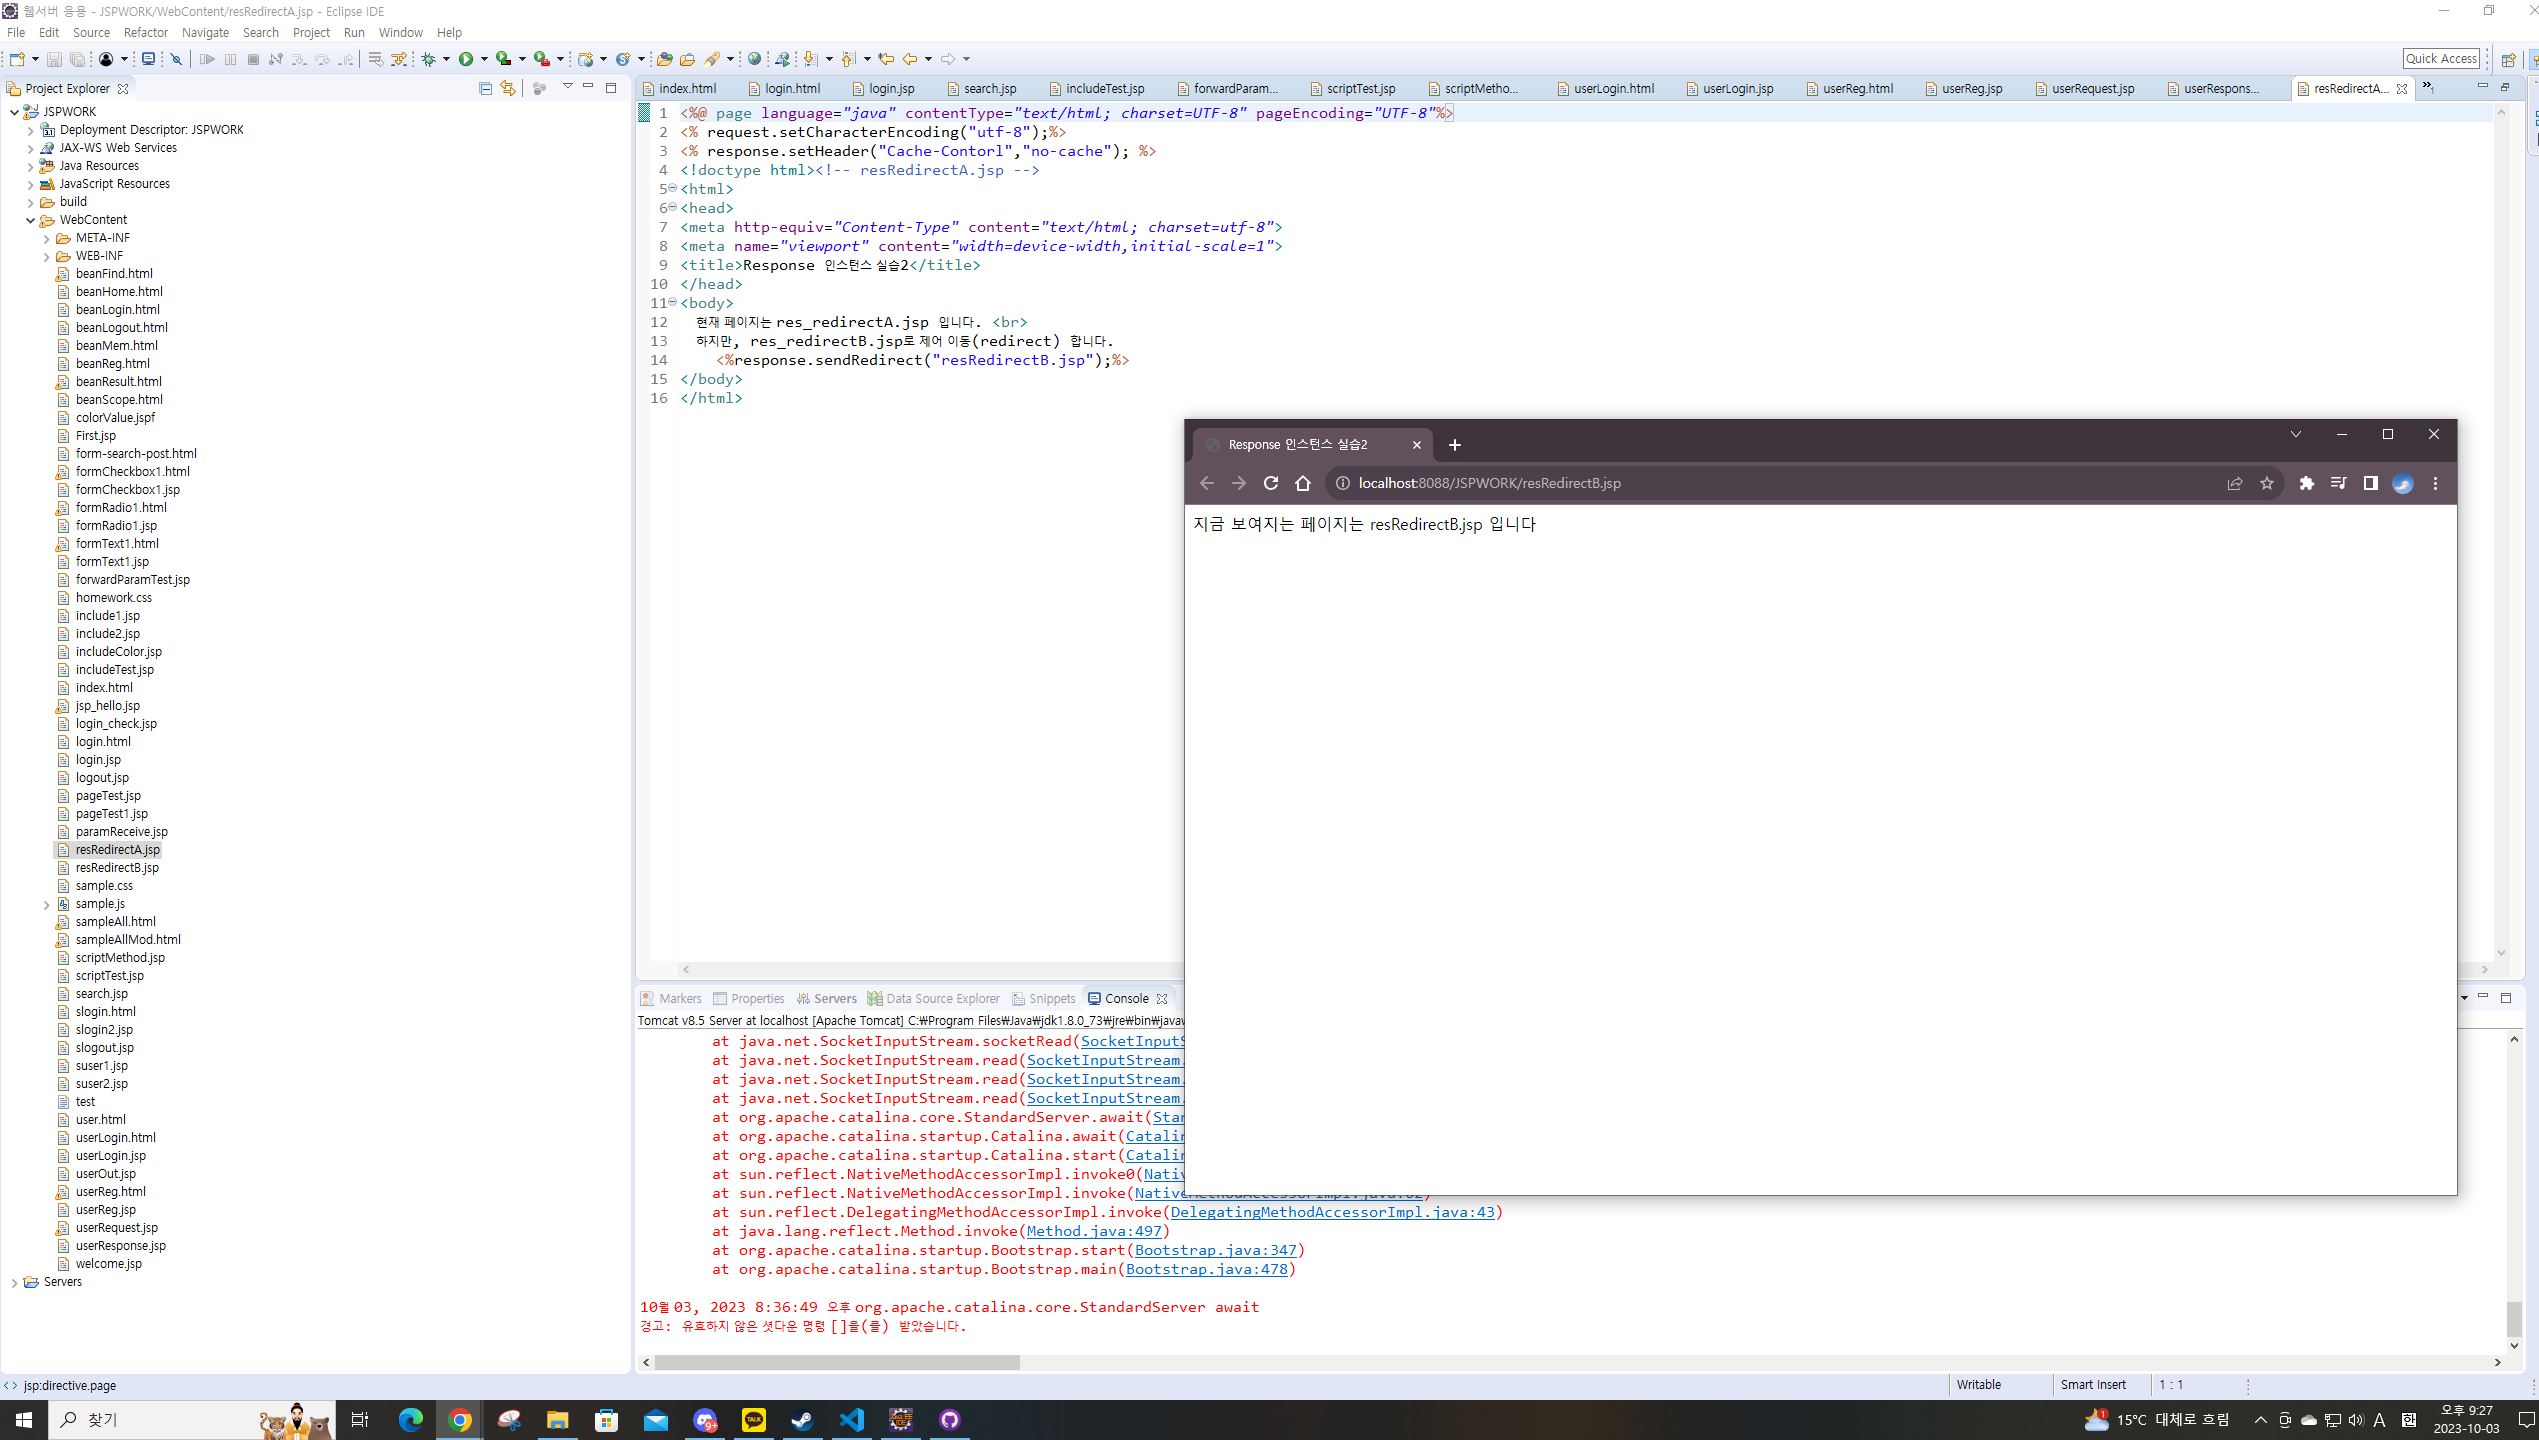 웹서버 응용 - JSPWORK/WebContent/resRedirectA.jsp - Eclipse IDE
File Edit Source Refactor Navigate Search Project Run Window Help
Quick Access
Project Explorer
JSPWORK
Deployment Descriptor: JSPWORK
JAX-WS Web Services
Java Resources
JavaScript Resources
build
WebContent
META-INF
WEB-INF
beanFind.html
beanHome.html
beanLogin.html
beanLogout.html
beanMem.html
beanReg.html
beanResult.html
beanScope.html
colorValue.jspf
First.jsp
form-search-post.html
formCheckbox1.html
formCheckbox1.jsp
formRadio1.html
formRadio1.jsp
formText1.html
formText1.jsp
forwardParamTest.jsp
homework.css
include1.jsp
include2.jsp
includeColor.jsp
includeTest.jsp
index.html
jsp_hello.jsp
login_check.jsp
login.html
login.jsp
logout.jsp
pageTest.jsp
pageTest1.jsp
paramReceive.jsp
resRedirectA.jsp
resRedirectB.jsp
sample.css
sample.js
sampleAll.html
sampleAllMod.html
scriptMethod.jsp
scriptTest.jsp
search.jsp
slogin.html
slogin2.jsp
slogout.jsp
suser1.jsp
suser2.jsp
test
user.html
userLogin.html
userLogin.jsp
userOut.jsp
userReg.html
userReg.jsp
userRequest.jsp
userResponse.jsp
welcome.jsp
Servers
index.html login.html login.jsp search.jsp includeTest.jsp forwardParam... scriptTest.jsp scriptMetho... userLogin.html userLogin.jsp userReg.html userReg.jsp userRequest.jsp userRespons... resRedirectA... »1
1 <%@ page language="java" contentType="text/html; charset=UTF-8" pageEncoding="UTF-8"%>
2 <% request.setCharacterEncoding("utf-8");%>
3 <% response.setHeader("Cache-Contorl","no-cache"); %>
4 <!doctype html><!-- resRedirectA.jsp -->
5 <html>
6 <head>
7 <meta http-equiv="Content-Type" content="text/html; charset=utf-8">
8 <meta name="viewport" content="width=device-width,initial-scale=1">
9 <title>Response 인스턴스 실습2</title>
10 </head>
11 <body>
12 현재 페이지는 res_redirectA.jsp 입니다. <br>
13 하지만, res_redirectB.jsp로 제어 이동(redirect) 합니다.
14 <%response.sendRedirect("resRedirectB.jsp");%>
15 </body>
16 </html>
Response 인스턴스 실습2
localhost:8088/JSPWORK/resRedirectB.jsp
지금 보여지는 페이지는 resRedirectB.jsp 입니다
Markers Properties Servers Data Source Explorer Snippets Console
Tomcat v8.5 Server at localhost [Apache Tomcat] C:₩Program Files₩Java₩jdk1.8.0_73₩jre₩bin₩javaw
at java.net.SocketInputStream.socketRead(SocketInputS
at java.net.SocketInputStream.read(SocketInputStream.
at java.net.SocketInputStream.read(SocketInputStream.
at java.net.SocketInputStream.read(SocketInputStream.
at org.apache.catalina.core.StandardServer.await(Stan
at org.apache.catalina.startup.Catalina.await(Catalin
at org.apache.catalina.startup.Catalina.start(Catalin
at sun.reflect.NativeMethodAccessorImpl.invoke0(Nativ
at sun.reflect.NativeMethodAccessorImpl.invoke(NativeMethodAccessorImpl.java:62)
at sun.reflect.DelegatingMethodAccessorImpl.invoke(DelegatingMethodAccessorImpl.java:43)
at java.lang.reflect.Method.invoke(Method.java:497)
at org.apache.catalina.startup.Bootstrap.start(Bootstrap.java:347)
at org.apache.catalina.startup.Bootstrap.main(Bootstrap.java:478)
10월 03, 2023 8:36:49 오후 org.apache.catalina.core.StandardServer await
경고: 유효하지 않은 셧다운 명령 []을(를) 받았습니다.
jsp:directive.page
Writable Smart Insert 1 : 1
찾기
9+
TALK
15°C 대체로 흐림
A 한
오후 9:27
2023-10-03